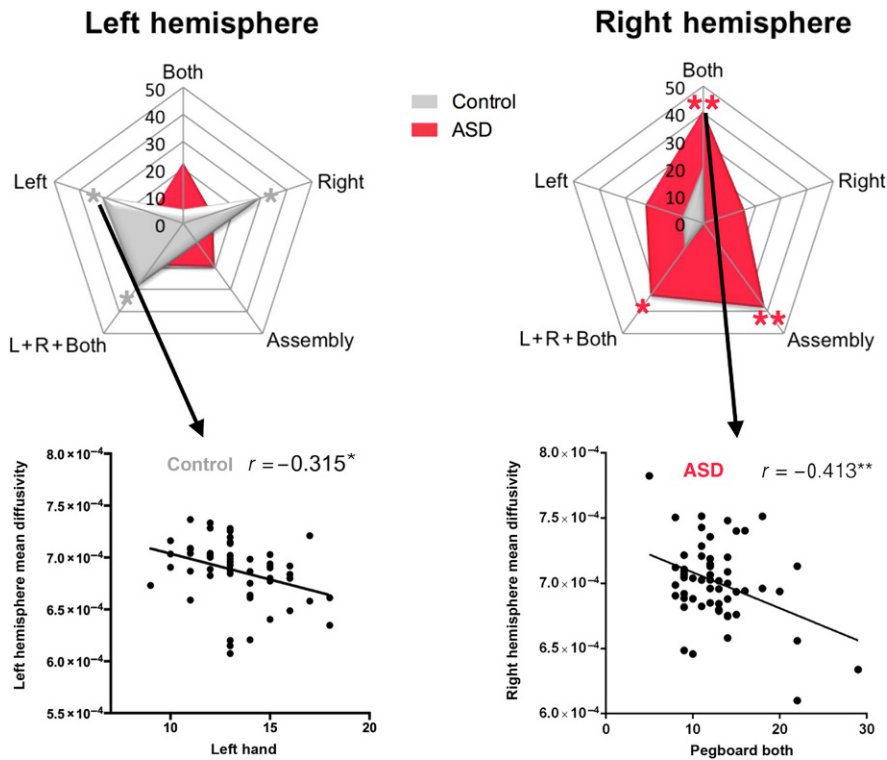 Left hemisphere
Right hemisphere
Both
50
40
30
20
10
0
Left
Right
*
*
*
L+R+Both
Assembly
Control
ASD
Both
50
40
30
20
10
0
**
Left
Right
*
**
L+R+Both
Assembly
Left hemisphere mean diffusivity
8.0×10⁻⁴
7.5×10⁻⁴
7.0×10⁻⁴
6.5×10⁻⁴
6.0×10⁻⁴
5.5×10⁻⁴
Control r = −0.315*
10
15
20
Left hand
Right hemisphere mean diffusivity
8.0×10⁻⁴
7.5×10⁻⁴
7.0×10⁻⁴
6.5×10⁻⁴
6.0×10⁻⁴
ASD r = −0.413**
0
10
20
30
Pegboard both